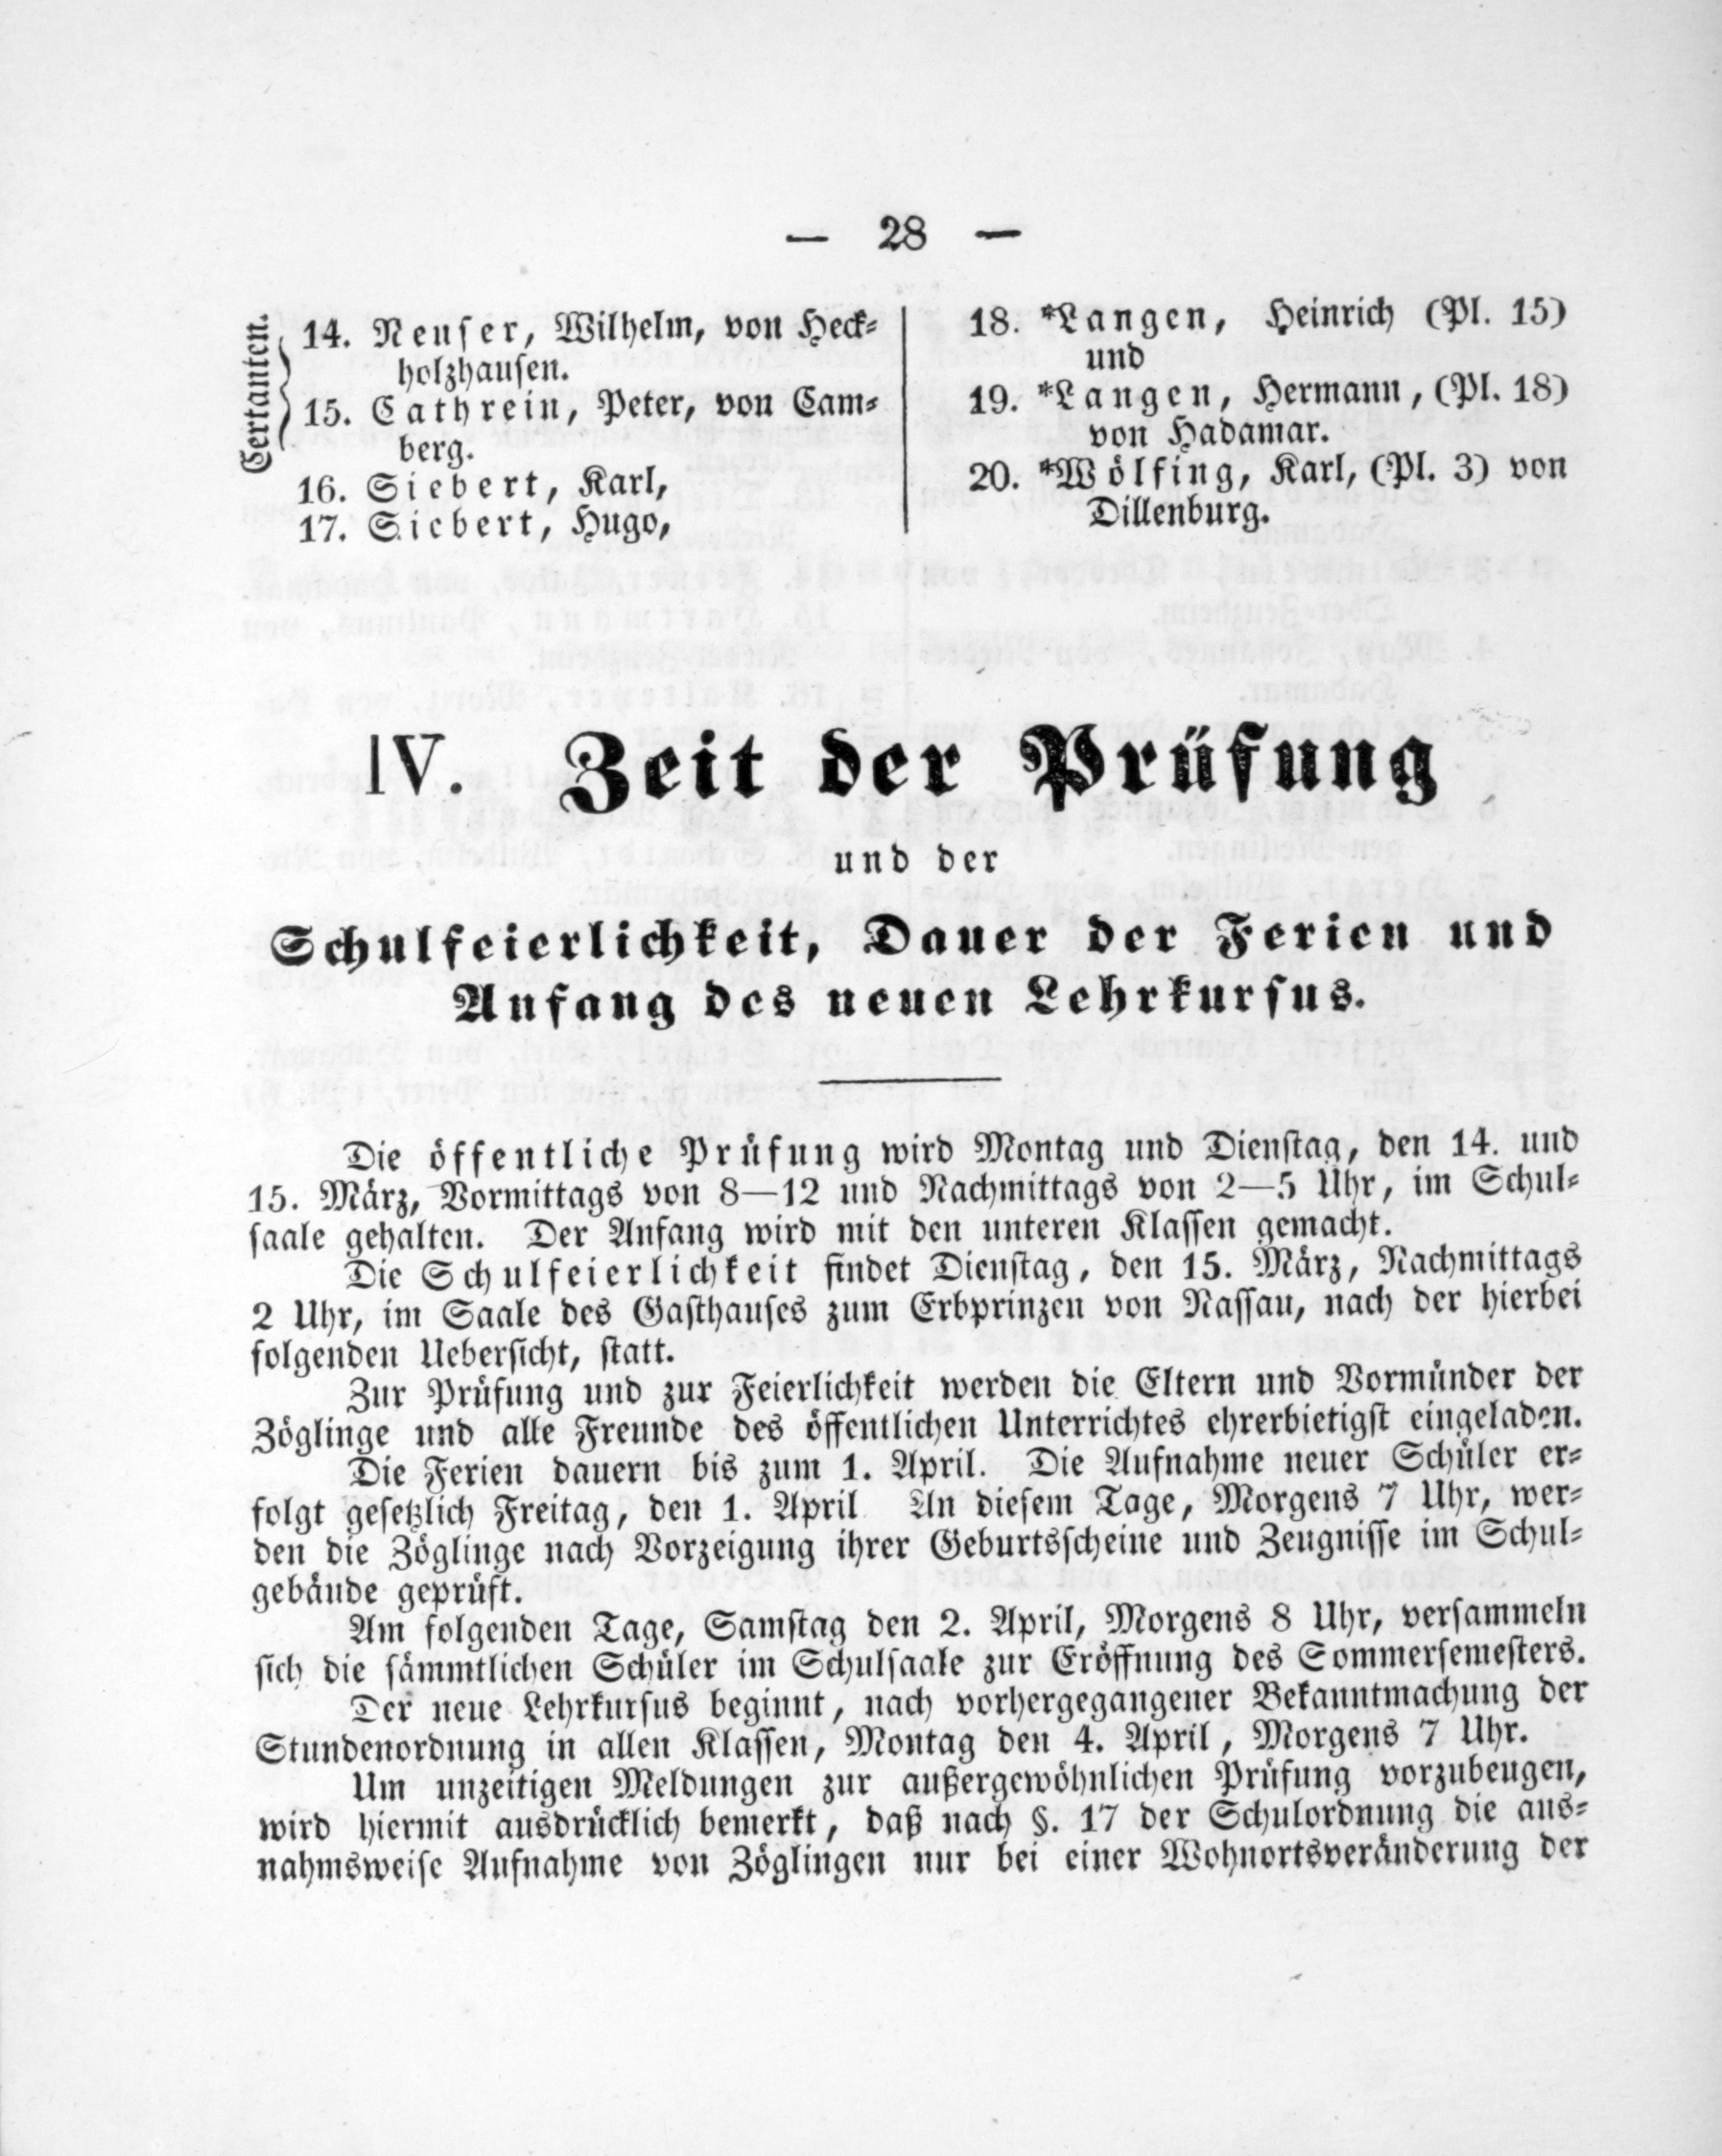 — 28 —
Certanten.
14. Neuser, Wilhelm, von Heck-
holzhausen.
15. Cathrein, Peter, von Cam-
berg.
16. Siebert, Karl,
17. Siebert, Hugo,
18. *Langen, Heinrich (Pl. 15)
und
19. *Langen, Hermann, (Pl. 18)
von Hadamar.
20. *Wölfing, Karl, (Pl. 3) von
Dillenburg.
IV. Zeit der Prüfung
und der
Schulfeierlichkeit, Dauer der Ferien und
Anfang des neuen Lehrkursus.
Die öffentliche Prüfung wird Montag und Dienstag, den 14. und
15. März, Vormittags von 8—12 und Nachmittags von 2—5 Uhr, im Schul-
saale gehalten. Der Anfang wird mit den unteren Klassen gemacht.
Die Schulfeierlichkeit findet Dienstag, den 15. März, Nachmittags
2 Uhr, im Saale des Gasthauses zum Erbprinzen von Nassau, nach der hierbei
folgenden Uebersicht, statt.
Zur Prüfung und zur Feierlichkeit werden die Eltern und Vormünder der
Zöglinge und alle Freunde des öffentlichen Unterrichtes ehrerbietigst eingeladen.
Die Ferien dauern bis zum 1. April. Die Aufnahme neuer Schüler er-
folgt gesetzlich Freitag, den 1. April An diesem Tage, Morgens 7 Uhr, wer-
den die Zöglinge nach Vorzeigung ihrer Geburtsscheine und Zeugnisse im Schul-
gebäude geprüft.
Am folgenden Tage, Samstag den 2. April, Morgens 8 Uhr, versammeln
sich die sämmtlichen Schüler im Schulsaale zur Eröffnung des Sommersemesters.
Der neue Lehrkursus beginnt, nach vorhergegangener Bekanntmachung der
Stundenordnung in allen Klassen, Montag den 4. April, Morgens 7 Uhr.
Um unzeitigen Meldungen zur außergewöhnlichen Prüfung vorzubeugen,
wird hiermit ausdrücklich bemerkt, daß nach §. 17 der Schulordnung die aus-
nahmsweise Aufnahme von Zöglingen nur bei einer Wohnortsveränderung der